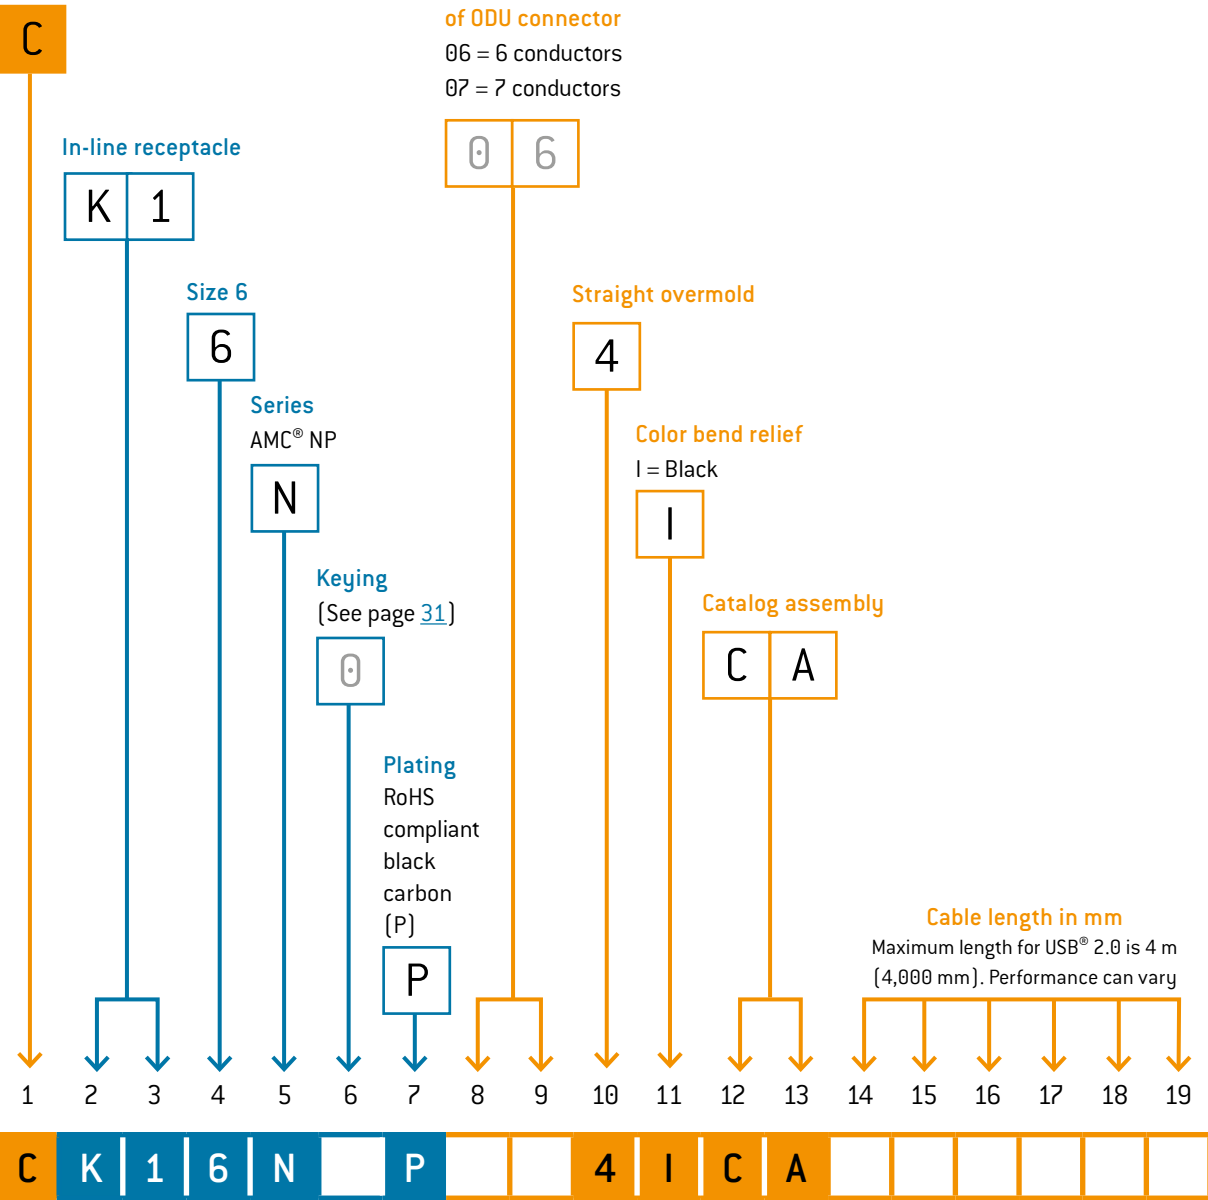 C
of ODU connector
06 = 6 conductors
07 = 7 conductors
0 6
In-line receptacle
K 1
Size 6
6
Straight overmold
4
Series
AMC® NP
N
Color bend relief
I = Black
I
Keying
(See page 31)
0
Catalog assembly
C A
Plating
RoHS
compliant
black
carbon
(P)
P
Cable length in mm
Maximum length for USB® 2.0 is 4 m
(4,000 mm). Performance can vary
1 2 3 4 5 6 7 8 9 10 11 12 13 14 15 16 17 18 19
C K 1 6 N P 4 I C A